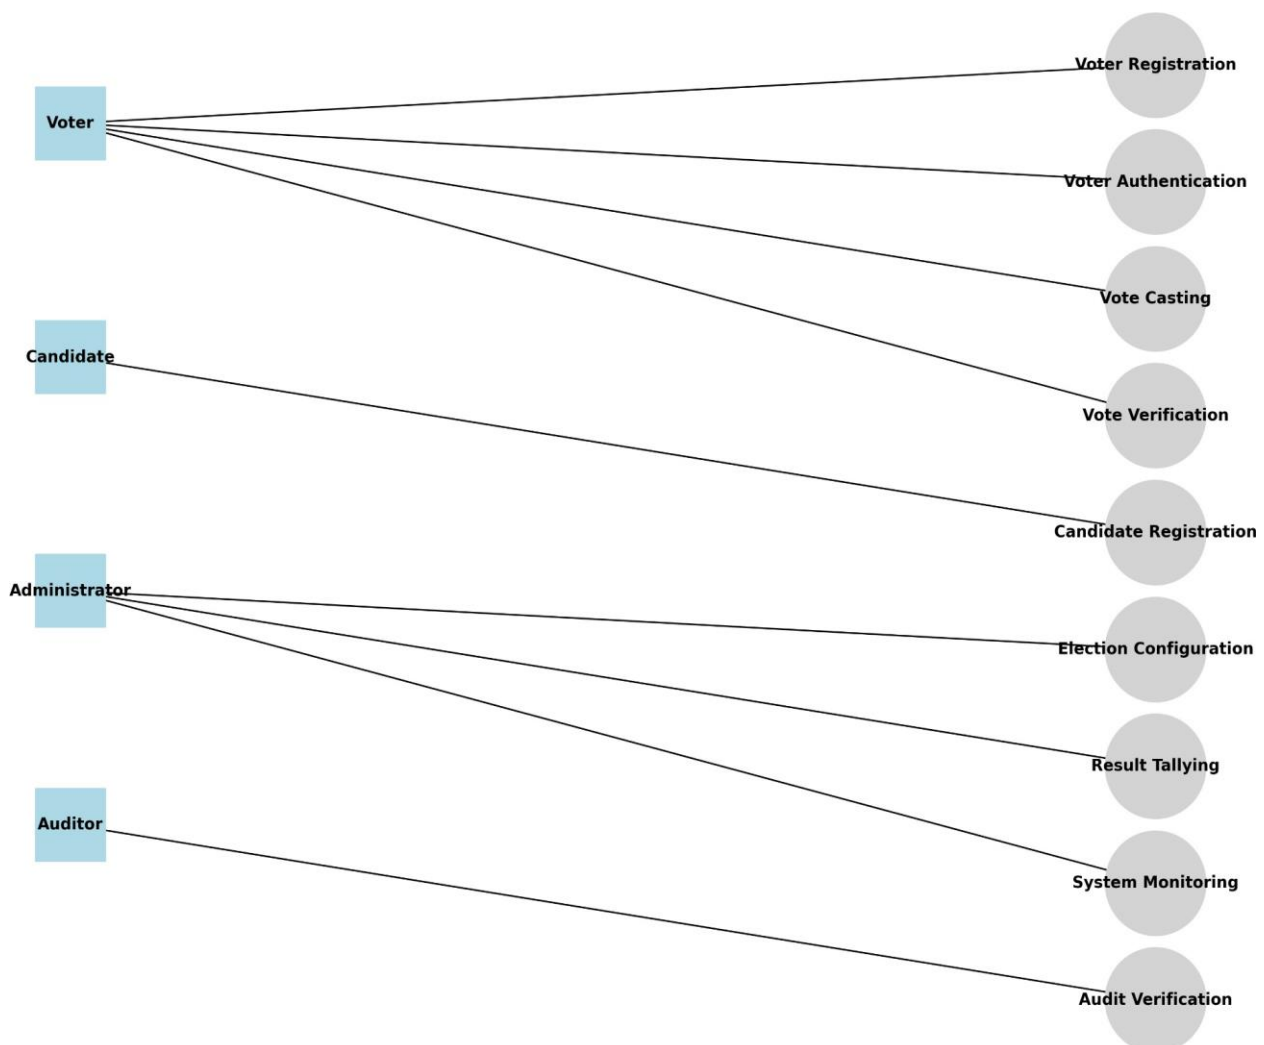 Voter
Candidate
Administrator
Auditor
Voter Registration
Voter Authentication
Vote Casting
Vote Verification
Candidate Registration
Election Configuration
Result Tallying
System Monitoring
Audit Verification